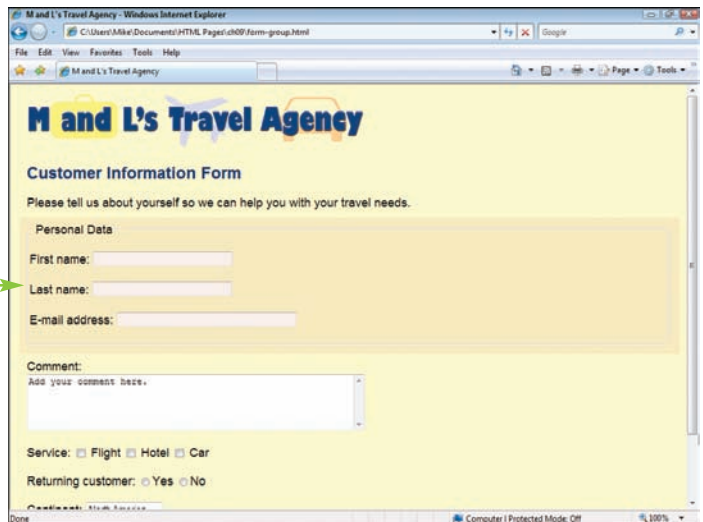 M and L's Travel Agency - Windows Internet Explorer
C:\Users\Mike\Documents\HTML Pages\ch09\form-group.html
Google
File Edit View Favorites Tools Help
M and L's Travel Agency
Page Tools
M and L's Travel Agency
Customer Information Form
Please tell us about yourself so we can help you with your travel needs.
Personal Data
First name:
Last name:
E-mail address:
Comment:
Add your comment here.
Service: Flight Hotel Car
Returning customer: Yes No
Continent: North America
Done
Computer | Protected Mode: Off
100%